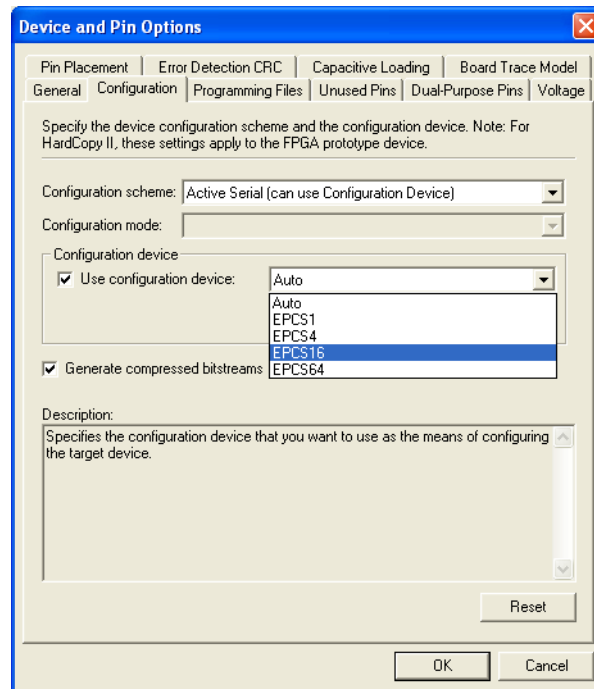 Device and Pin Options
Pin Placement Error Detection CRC Capacitive Loading Board Trace Model
General Configuration Programming Files Unused Pins Dual-Purpose Pins Voltage
Specify the device configuration scheme and the configuration device. Note: For
HardCopy II, these settings apply to the FPGA prototype device.
Configuration scheme: Active Serial (can use Configuration Device)
Configuration mode:
Configuration device
Use configuration device: Auto
Auto
EPCS1
EPCS4
EPCS16
Generate compressed bitstreams EPCS64
Description:
Specifies the configuration device that you want to use as the means of configuring
the target device.
Reset
OK Cancel